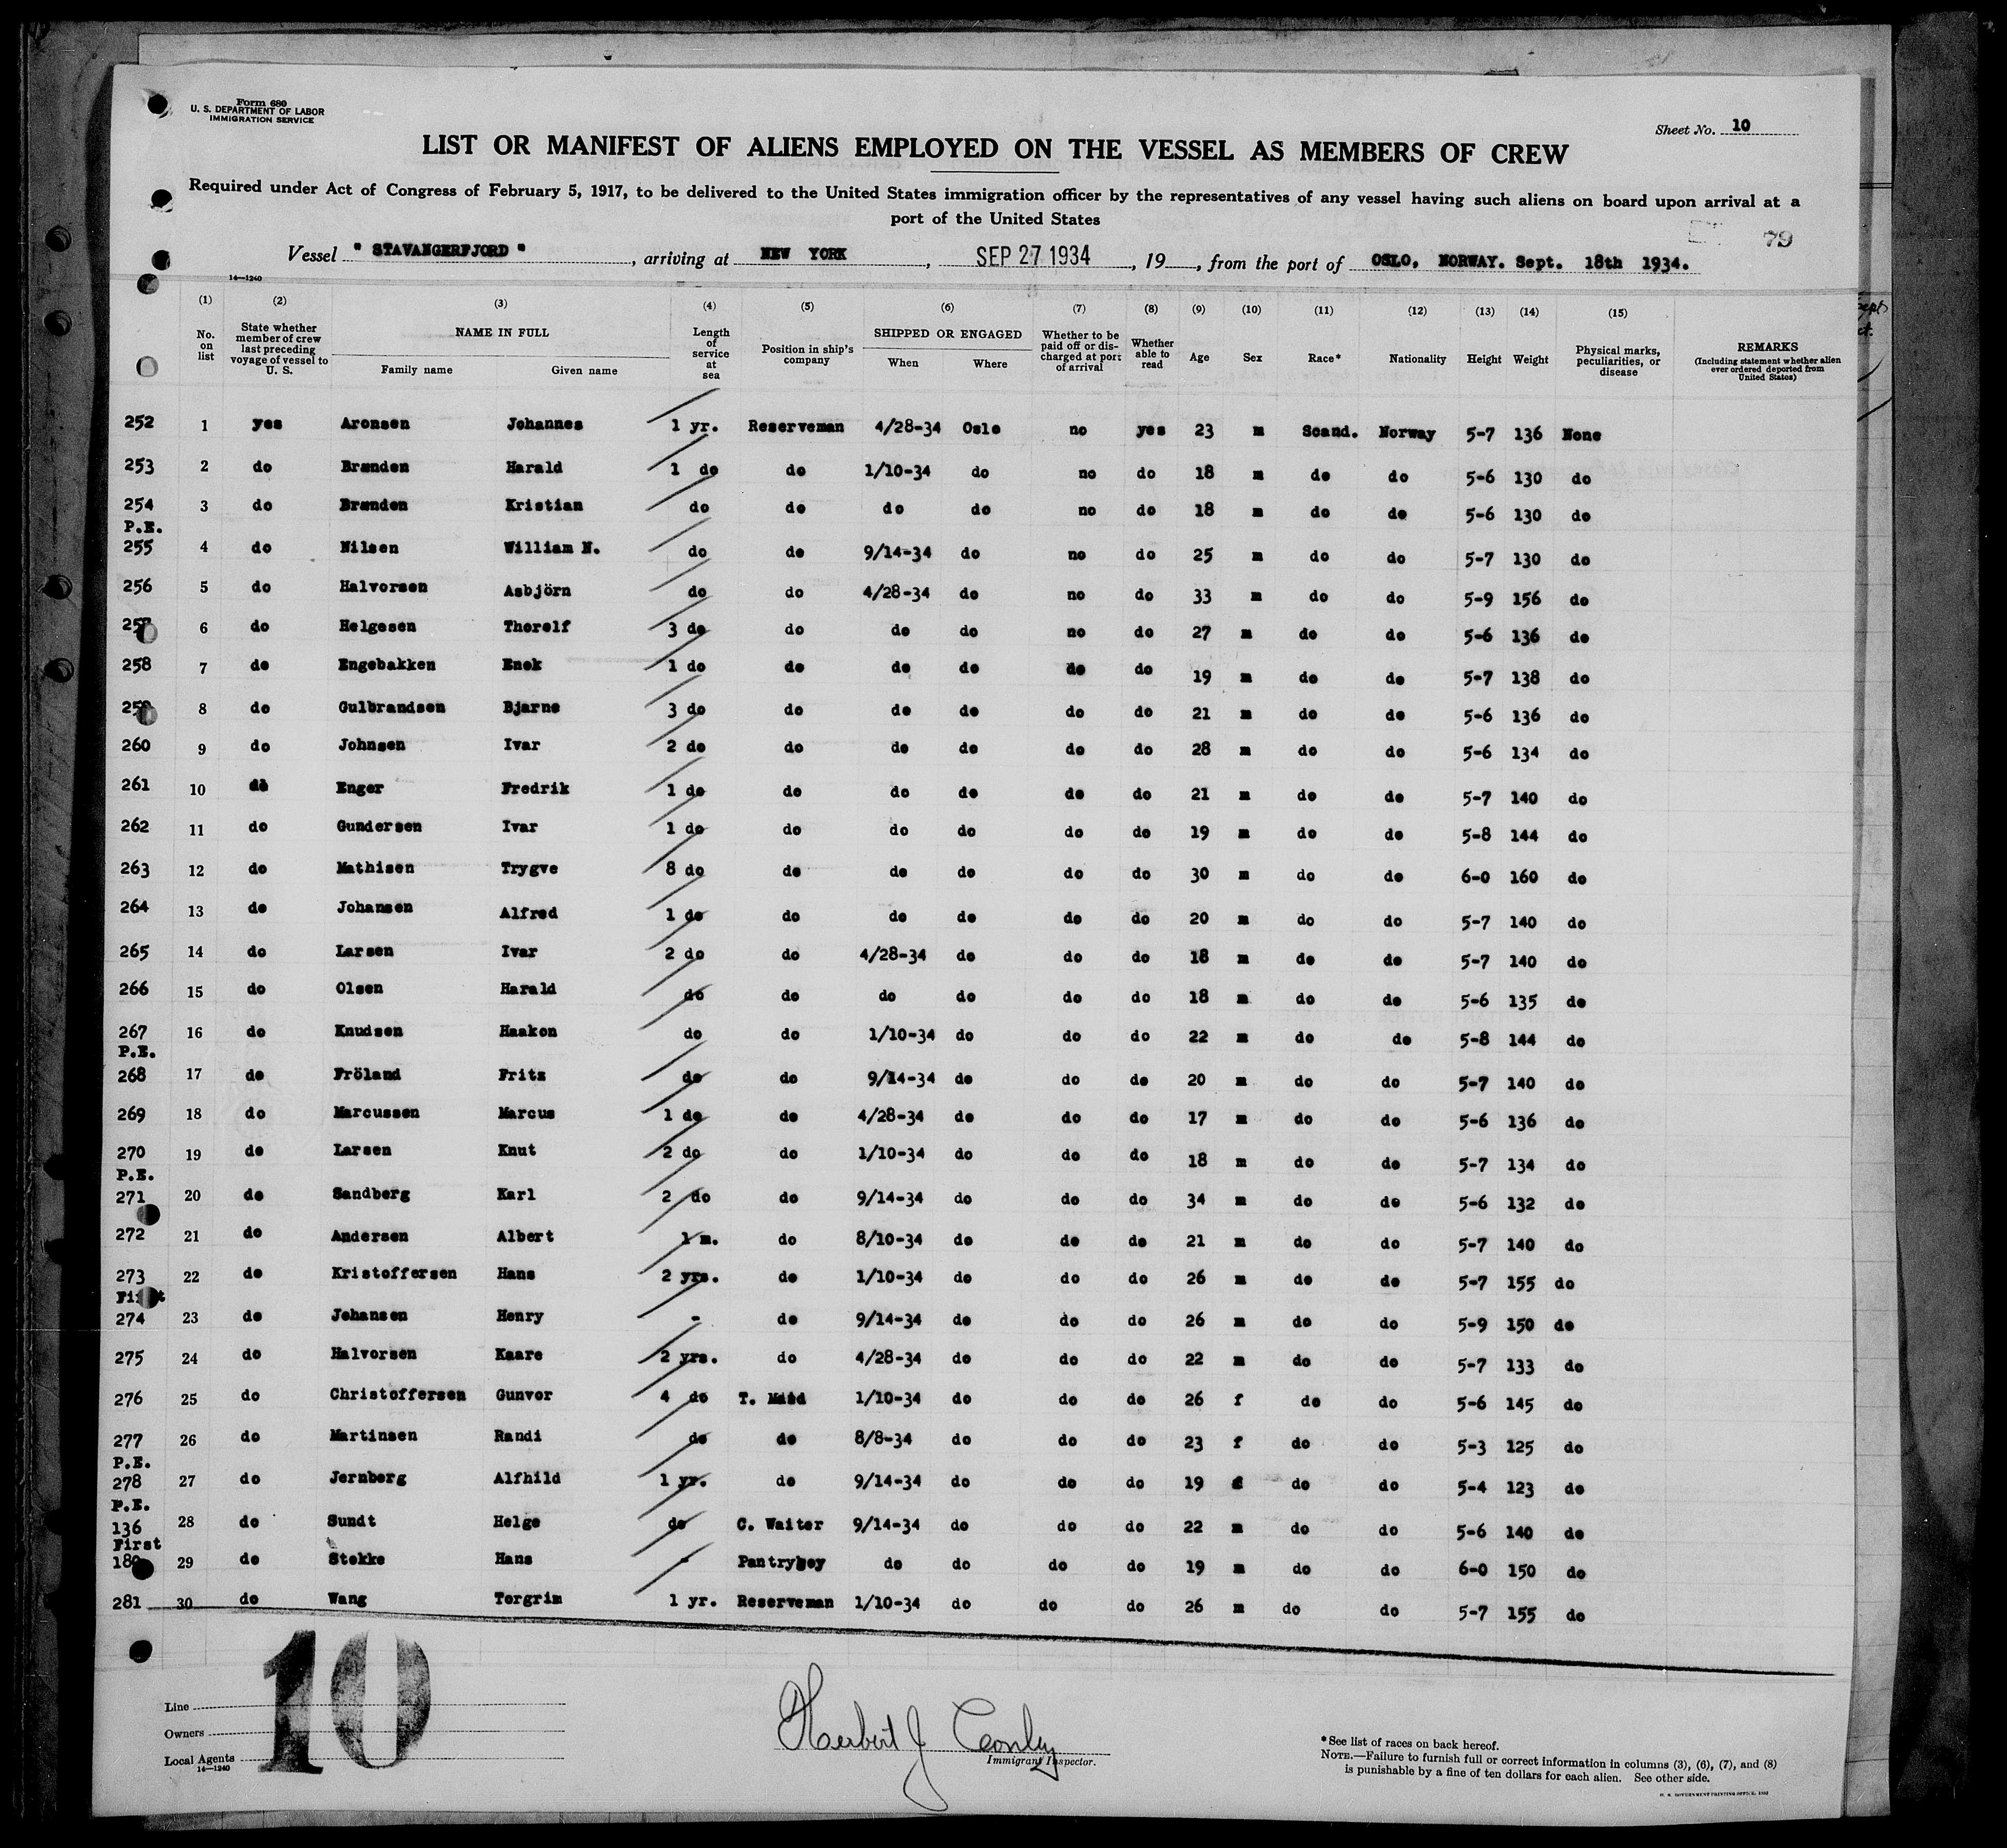 Form 680
U. S. DEPARTMENT OF LABOR
IMMIGRATION SERVICE
Sheet No. 10
LIST OR MANIFEST OF ALIENS EMPLOYED ON THE VESSEL AS MEMBERS OF CREW
Required under Act of Congress of February 5, 1917, to be delivered to the United States immigration officer by the representatives of any vessel having such aliens on board upon arrival at a
port of the United States
79
Vessel " STAVANGERFJORD " , arriving at NEW YORK , SEP 27 1934 , 19 , from the port of OSLO, NORWAY. Sept. 18th 1934.
14—1240
(1) (2) (3) (4) (5) (6) (7) (8) (9) (10) (11) (12) (13) (14) (15)
No. on list State whether member of crew last preceding voyage of vessel to U. S. NAME IN FULL Family name Given name Length of service at sea Position in ship's company SHIPPED OR ENGAGED When Where Whether to be paid off or discharged at port of arrival Whether able to read Age Sex Race* Nationality Height Weight Physical marks, peculiarities, or disease REMARKS (Including statement whether alien ever ordered deported from United States)
252 1 yes Aronsen Johannes 1 yr. Reserveman 4/28-34 Oslo no yes 23 m Scand. Norway 5-7 136 None
253 2 do Brenden Harald 1 do do 1/10-34 do no do 18 m do do 5-6 130 do
254 3 do Brenden Kristian do do do do no do 18 m do do 5-6 130 do
P.E.
255 4 do Nilsen William N. do do 9/14-34 do no do 25 m do do 5-7 130 do
256 5 do Halvorsen Asbjörn do do 4/28-34 do no do 33 m do do 5-9 156 do
257 6 do Helgesen Thorolf 3 do do do do no do 27 m do do 5-6 136 do
258 7 do Engebakken Enok 1 do do do do do do 19 m do do 5-7 138 do
259 8 do Gulbrandsen Bjarne 3 do do do do do do 21 m do do 5-6 136 do
260 9 do Johnsen Ivar 2 do do do do do do 28 m do do 5-6 134 do
261 10 do Enger Fredrik 1 do do do do do do 21 m do do 5-7 140 do
262 11 do Gundersen Ivar 1 do do do do do do 19 m do do 5-8 144 do
263 12 do Mathisen Trygve 8 do do do do do do 30 m do do 6-0 160 do
264 13 do Johansen Alfred 1 do do do do do do 20 m do do 5-7 140 do
265 14 do Larsen Ivar 2 do do 4/28-34 do do do 18 m do do 5-7 140 do
266 15 do Olsen Harald do do do do do do 18 m do do 5-6 135 do
267 16 do Knudsen Haakon do do 1/10-34 do do do 22 m do do 5-8 144 do
P.E.
268 17 do Fröland Fritz do do 9/14-34 do do do 20 m do do 5-7 140 do
269 18 do Marcussen Marcus 1 do do 4/28-34 do do do 17 m do do 5-6 136 do
270 19 do Larsen Knut 2 do do 1/10-34 do do do 18 m do do 5-7 134 do
P.E.
271 20 do Sandberg Karl 2 do do 9/14-34 do do do 34 m do do 5-6 132 do
272 21 do Andersen Albert 1 m. do 8/10-34 do do do 21 m do do 5-7 140 do
273 22 do Kristoffersen Hans 2 yrs. do 1/10-34 do do do 26 m do do 5-7 155 do
First
274 23 do Johansen Henry - do 9/14-34 do do do 26 m do do 5-9 150 do
275 24 do Halvorsen Kaare 2 yrs. do 4/28-34 do do do 22 m do do 5-7 133 do
276 25 do Christoffersen Gunvor 4 do T. Maid 1/10-34 do do do 26 f do do 5-6 145 do
277 26 do Martinsen Randi do do 8/8-34 do do do 23 f do do 5-3 125 do
P.E.
278 27 do Jernberg Alfhild 1 yr. do 9/14-34 do do do 19 f do do 5-4 123 do
P.E.
136 28 do Sundt Helge do C. Waiter 9/14-34 do do do 22 m do do 5-6 140 do
First
29 do Stokke Hans - Pantryboy do do do do 19 m do do 6-0 150 do
281 30 do Wang Torgrim 1 yr. Reserveman 1/10-34 do do do 26 m do do 5-7 155 do
10
Line
Owners
Local Agents
14—1240
Herbert J Conley
Immigrant Inspector.
*See list of races on back hereof.
NOTE.—Failure to furnish full or correct information in columns (3), (6), (7), and (8)
is punishable by a fine of ten dollars for each alien. See other side.
U. S. GOVERNMENT PRINTING OFFICE